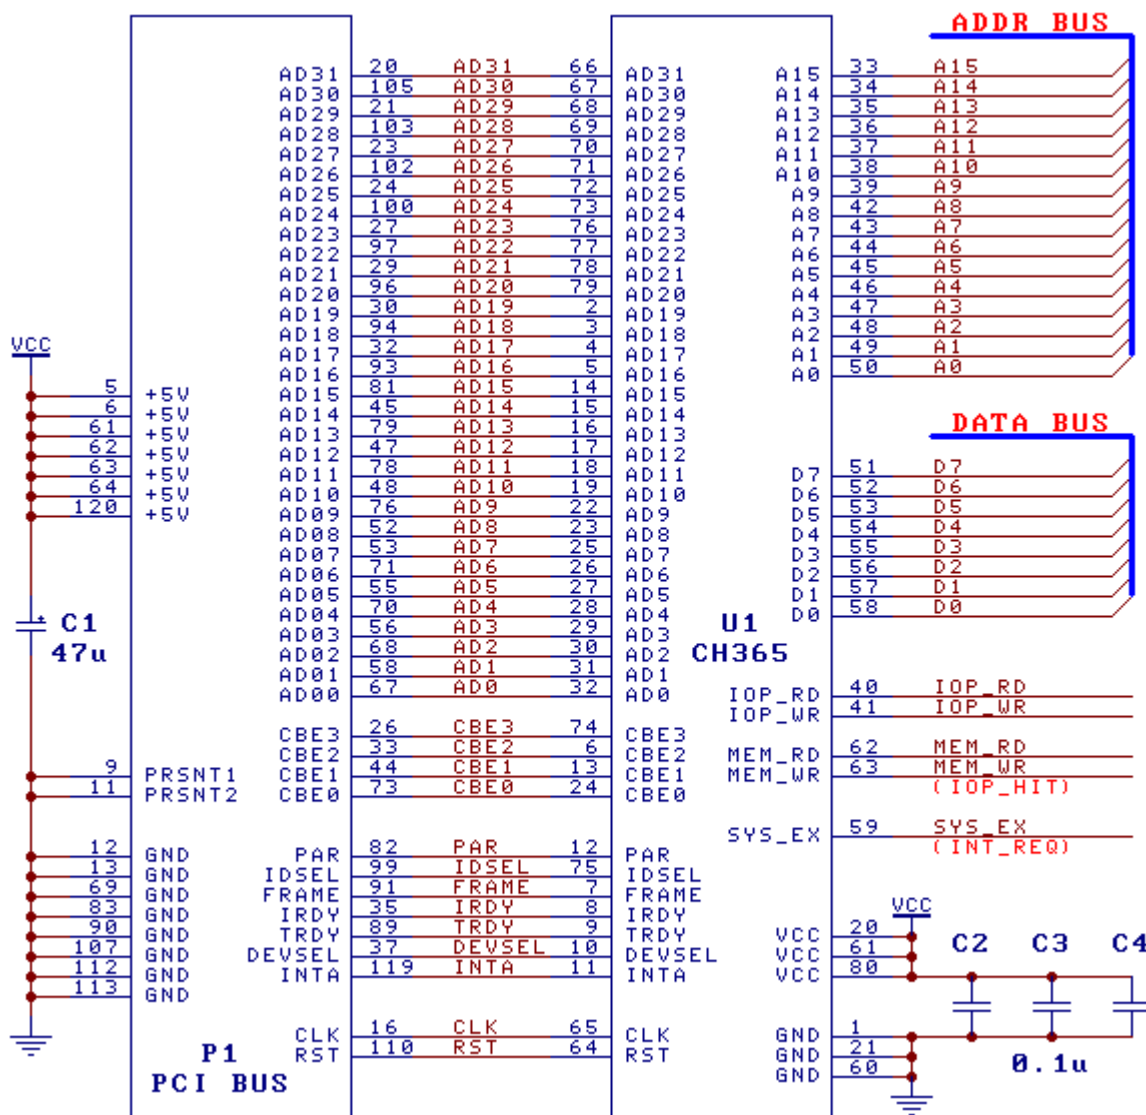 ADDR BUS
AD31 20 AD31 66 AD31 A15 33 A15
AD30 105 AD30 67 AD30 A14 34 A14
AD29 21 AD29 68 AD29 A13 35 A13
AD28 103 AD28 69 AD28 A12 36 A12
AD27 23 AD27 70 AD27 A11 37 A11
AD26 102 AD26 71 AD26 A10 38 A10
AD25 24 AD25 72 AD25 A9 39 A9
AD24 100 AD24 73 AD24 A8 42 A8
AD23 27 AD23 76 AD23 A7 43 A7
AD22 97 AD22 77 AD22 A6 44 A6
AD21 29 AD21 78 AD21 A5 45 A5
AD20 96 AD20 79 AD20 A4 46 A4
AD19 30 AD19 2 AD19 A3 47 A3
AD18 94 AD18 3 AD18 A2 48 A2
VCC
AD17 32 AD17 4 AD17 A1 49 A1
AD16 93 AD16 5 AD16 A0 50 A0
5 +5V AD15 81 AD15 14 AD15
6 +5V AD14 45 AD14 15 AD14
DATA BUS
61 +5V AD13 79 AD13 16 AD13
62 +5V AD12 47 AD12 17 AD12
63 +5V AD11 78 AD11 18 AD11 D7 51 D7
64 +5V AD10 48 AD10 19 AD10 D6 52 D6
120 +5V AD09 76 AD9 22 AD9 D5 53 D5
AD08 52 AD8 23 AD8 D4 54 D4
AD07 53 AD7 25 AD7 D3 55 D3
AD06 71 AD6 26 AD6 D2 56 D2
AD05 55 AD5 27 AD5 D1 57 D1
AD04 70 AD4 28 AD4 D0 58 D0
C1 U1
AD03 56 AD3 29 AD3
47u CH365
AD02 68 AD2 30 AD2
AD01 58 AD1 31 AD1
AD00 67 AD0 32 AD0 IOP_RD 40 IOP_RD
IOP_WR 41 IOP_WR
CBE3 26 CBE3 74 CBE3
CBE2 33 CBE2 6 CBE2 MEM_RD 62 MEM_RD
9 PRSNT1 CBE1 44 CBE1 13 CBE1 MEM_WR 63 MEM_WR
11 PRSNT2 CBE0 73 CBE0 24 CBE0 (IOP_HIT)
SYS_EX 59 SYS_EX
(INT_REQ)
12 GND PAR 82 PAR 12 PAR
13 GND IDSEL 99 IDSEL 75 IDSEL
69 GND FRAME 91 FRAME 7 FRAME
83 GND IRDY 35 IRDY 8 IRDY
VCC
90 GND TRDY 89 TRDY 9 TRDY VCC 20
107 GND DEVSEL 37 DEVSEL 10 DEVSEL VCC 61
C2 C3 C4
112 GND INTA 119 INTA 11 INTA VCC 80
113 GND
CLK 16 CLK 65 CLK GND 1
RST 110 RST 64 RST GND 21
P1 0.1u
GND 60
PCI BUS